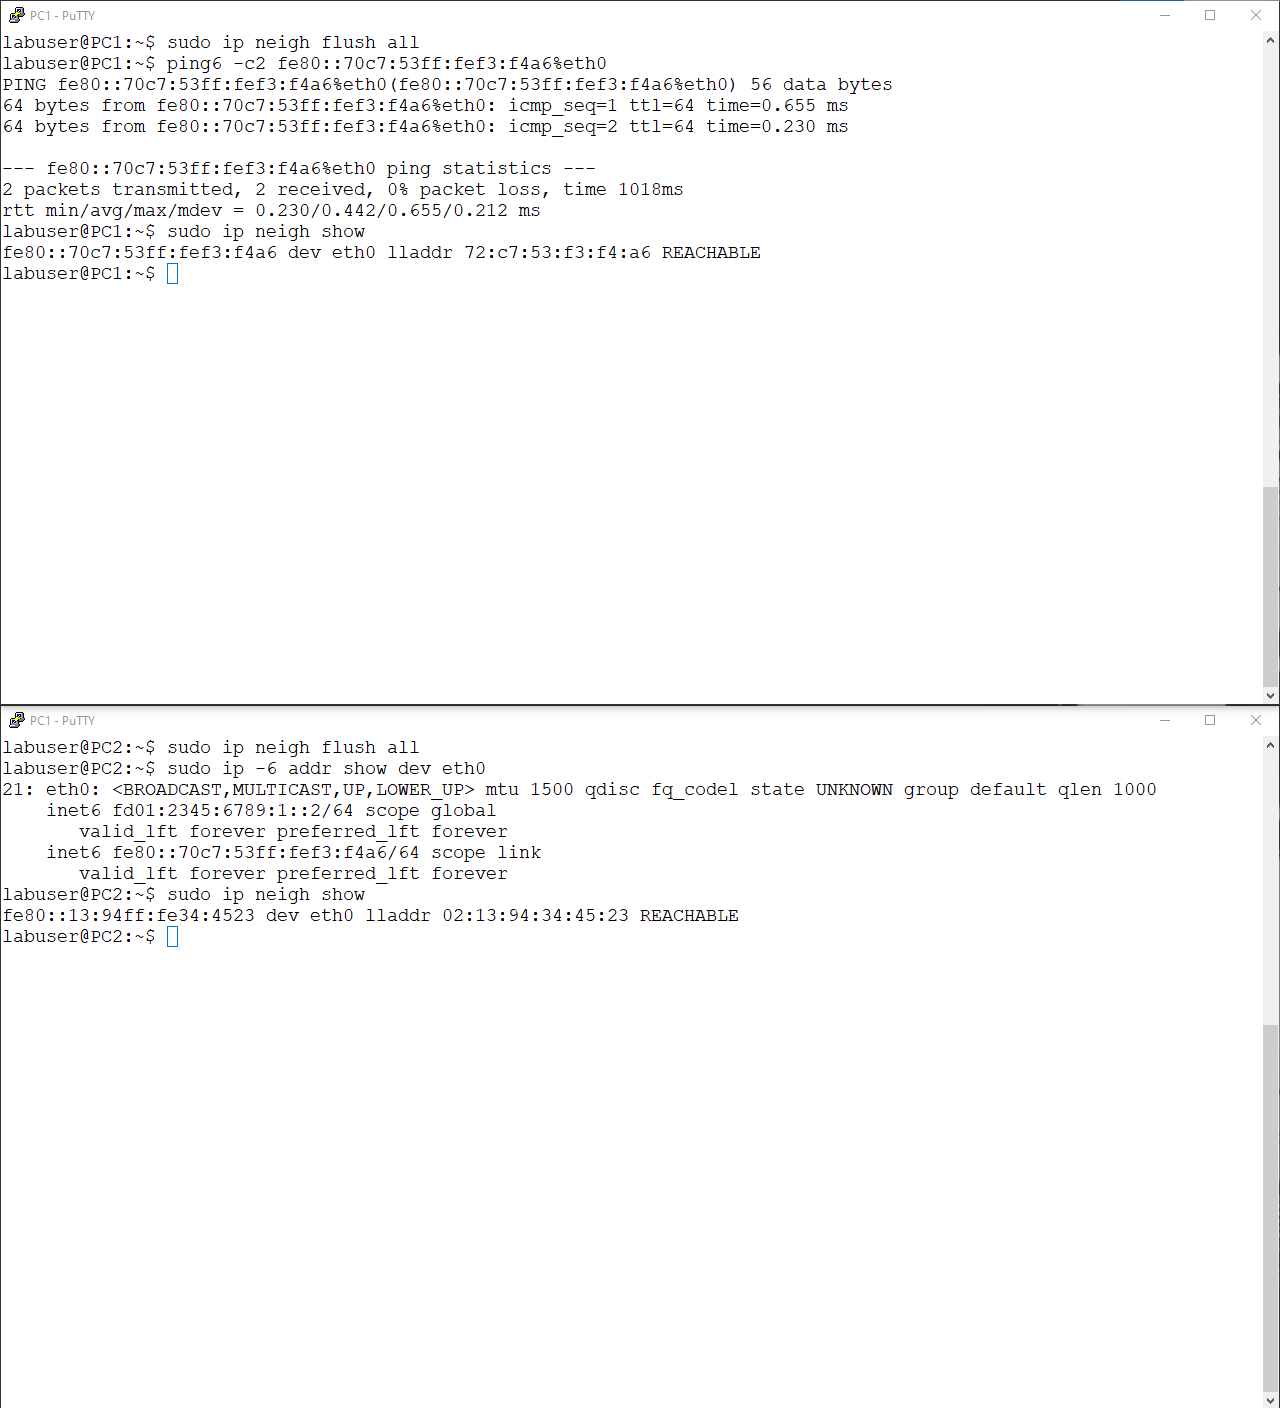 PC1 - PuTTY
labuser@PC1:~$ sudo ip neigh flush all
labuser@PC1:~$ ping6 -c2 fe80::70c7:53ff:fef3:f4a6%eth0
PING fe80::70c7:53ff:fef3:f4a6%eth0(fe80::70c7:53ff:fef3:f4a6%eth0) 56 data bytes
64 bytes from fe80::70c7:53ff:fef3:f4a6%eth0: icmp_seq=1 ttl=64 time=0.655 ms
64 bytes from fe80::70c7:53ff:fef3:f4a6%eth0: icmp_seq=2 ttl=64 time=0.230 ms
--- fe80::70c7:53ff:fef3:f4a6%eth0 ping statistics ---
2 packets transmitted, 2 received, 0% packet loss, time 1018ms
rtt min/avg/max/mdev = 0.230/0.442/0.655/0.212 ms
labuser@PC1:~$ sudo ip neigh show
fe80::70c7:53ff:fef3:f4a6 dev eth0 lladdr 72:c7:53:f3:f4:a6 REACHABLE
labuser@PC1:~$
PC1 - PuTTY
labuser@PC2:~$ sudo ip neigh flush all
labuser@PC2:~$ sudo ip -6 addr show dev eth0
21: eth0: <BROADCAST,MULTICAST,UP,LOWER_UP> mtu 1500 qdisc fq_codel state UNKNOWN group default qlen 1000
    inet6 fd01:2345:6789:1::2/64 scope global
       valid_lft forever preferred_lft forever
    inet6 fe80::70c7:53ff:fef3:f4a6/64 scope link
       valid_lft forever preferred_lft forever
labuser@PC2:~$ sudo ip neigh show
fe80::13:94ff:fe34:4523 dev eth0 lladdr 02:13:94:34:45:23 REACHABLE
labuser@PC2:~$